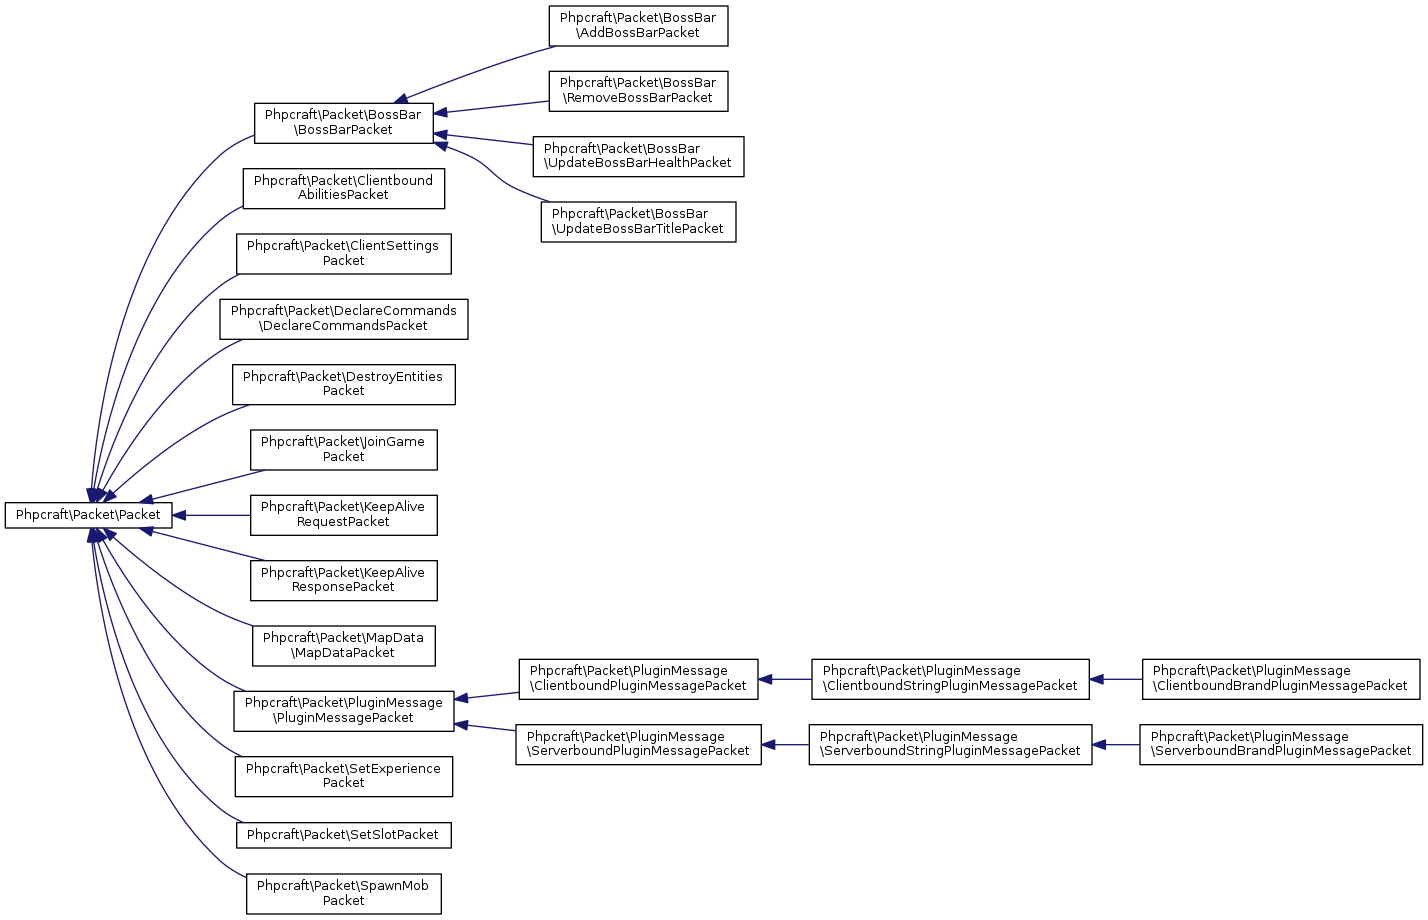 Phpcraft\Packet\BossBar
\AddBossBarPacket
Phpcraft\Packet\BossBar
\RemoveBossBarPacket
Phpcraft\Packet\BossBar
\BossBarPacket
Phpcraft\Packet\BossBar
\UpdateBossBarHealthPacket
Phpcraft\Packet\Clientbound
AbilitiesPacket
Phpcraft\Packet\BossBar
\UpdateBossBarTitlePacket
Phpcraft\Packet\ClientSettings
Packet
Phpcraft\Packet\DeclareCommands
\DeclareCommandsPacket
Phpcraft\Packet\DestroyEntities
Packet
Phpcraft\Packet\JoinGame
Packet
Phpcraft\Packet\Packet
Phpcraft\Packet\KeepAlive
RequestPacket
Phpcraft\Packet\KeepAlive
ResponsePacket
Phpcraft\Packet\MapData
\MapDataPacket
Phpcraft\Packet\PluginMessage
\PluginMessagePacket
Phpcraft\Packet\PluginMessage
\ClientboundPluginMessagePacket
Phpcraft\Packet\PluginMessage
\ClientboundStringPluginMessagePacket
Phpcraft\Packet\PluginMessage
\ClientboundBrandPluginMessagePacket
Phpcraft\Packet\PluginMessage
\ServerboundPluginMessagePacket
Phpcraft\Packet\PluginMessage
\ServerboundStringPluginMessagePacket
Phpcraft\Packet\PluginMessage
\ServerboundBrandPluginMessagePacket
Phpcraft\Packet\SetExperience
Packet
Phpcraft\Packet\SetSlotPacket
Phpcraft\Packet\SpawnMob
Packet